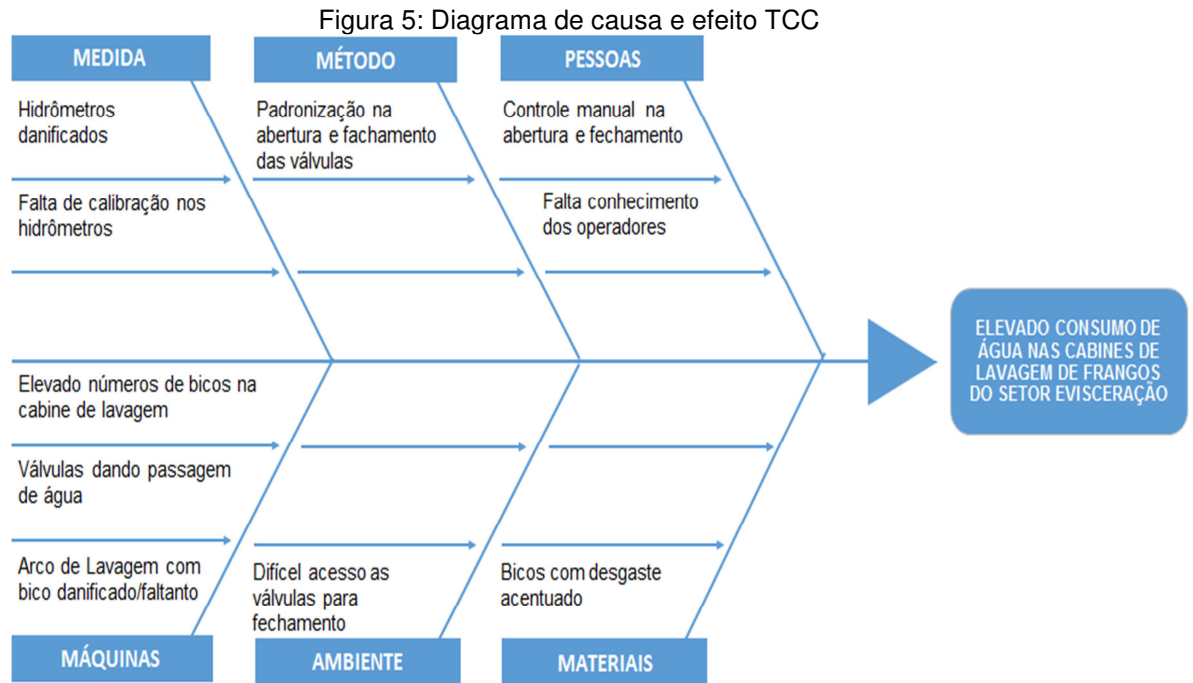 Figura 5: Diagrama de causa e efeito TCC
MEDIDA
MÉTODO
PESSOAS
Hidrômetros
danificados
Padronização na
abertura e fachamento
das válvulas
Controle manual na
abertura e fechamento
Falta de calibração nos
hidrômetros
Falta conhecimento
dos operadores
ELEVADO CONSUMO DE
ÁGUA NAS CABINES DE
LAVAGEM DE FRANGOS
DO SETOR EVISCERAÇÃO
Elevado números de bicos na
cabine de lavagem
Válvulas dando passagem
de água
Arco de Lavagem com
bico danificado/faltanto
Difícel acesso as
válvulas para
fechamento
Bicos com desgaste
acentuado
MÁQUINAS
AMBIENTE
MATERIAIS